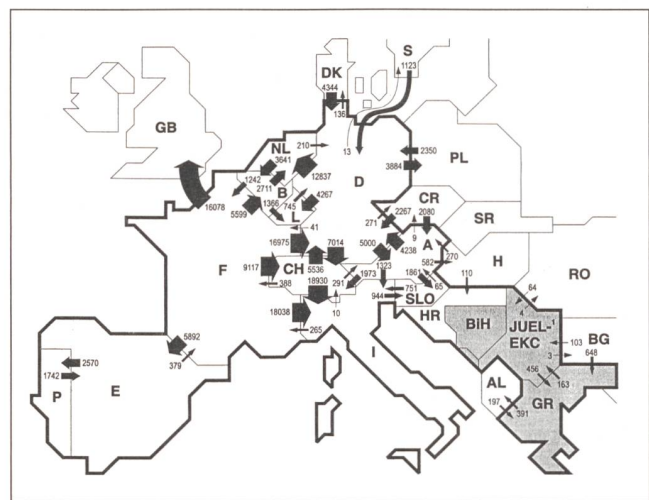 S
1123
DK
4344
136
GB
NL
210
3641
13
2350
PL
3884
1242
B
2711
12837
D
16078
5599
1366
745
4267
L
CR
2267
2080
271
SR
41
9
A
16975
7014
5000
4238
H
F
9117
CH
5536
582
270
RO
388
291
1973
1323
1861
65
110
18930
751
SLO
944
64
10
HR
4
18038
265
BiH
JUEL-
EKC
1
5892
379
I
103
BG
3
648
2570
1742
P
E
AL
456
163
GR
197
391